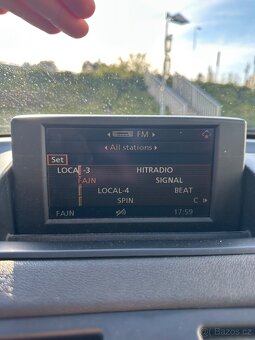 FM
All stations
Set
LOCAL-3 HITRADIO
FAJN SIGNAL
LOCAL-4 BEAT
SPIN C
FAJN 17:59
Bazoš.cz